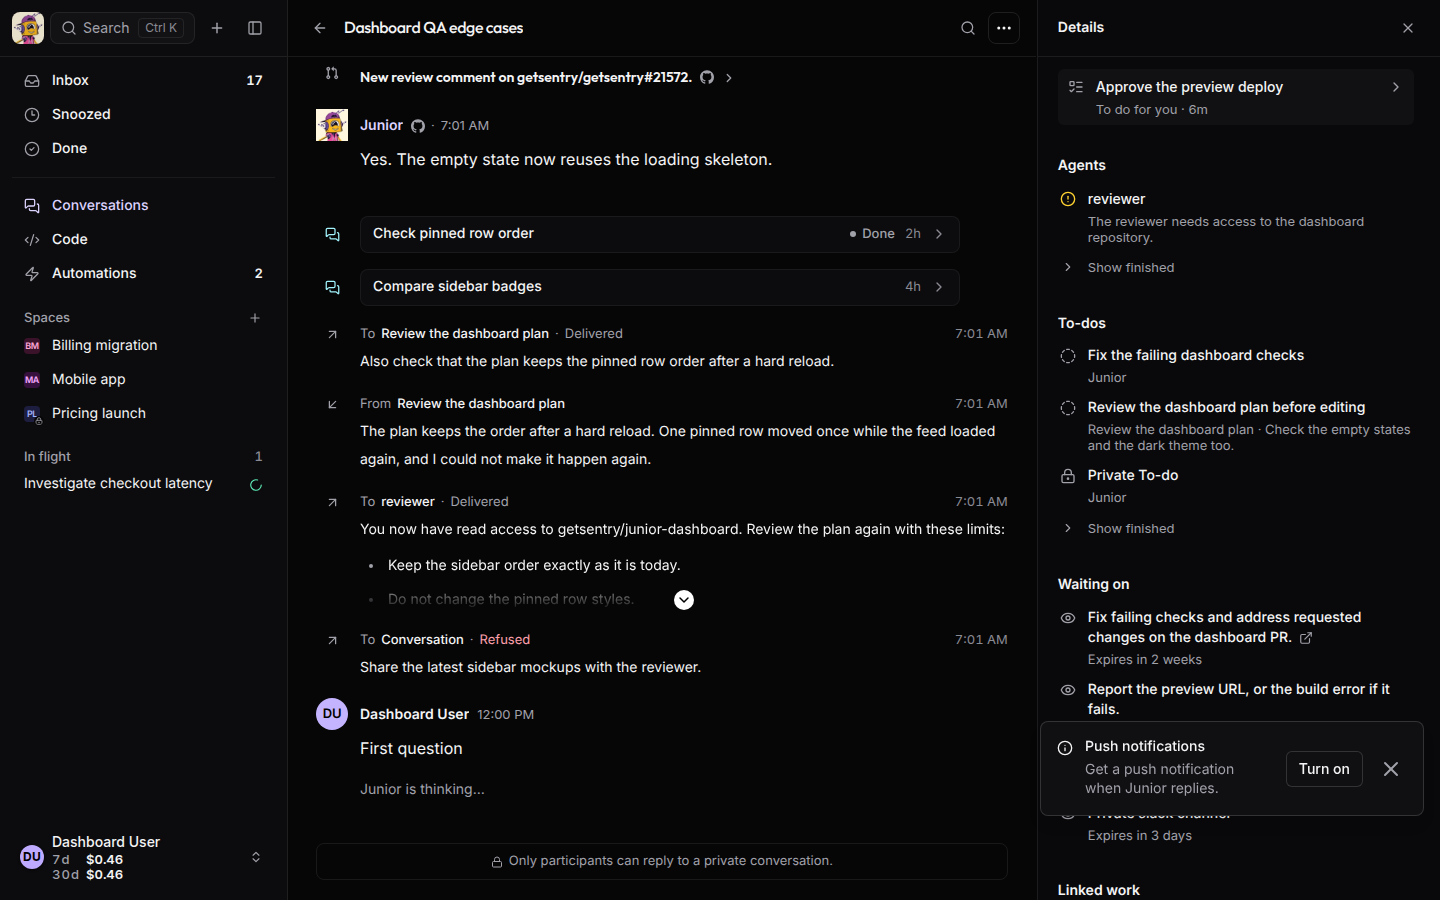 Search Ctrl K
Inbox 17
Snoozed
Done
Conversations
Code
Automations 2
Spaces
BM Billing migration
MA Mobile app
PL Pricing launch
In flight 1
Investigate checkout latency
DU Dashboard User
7d $0.46
30d $0.46
Dashboard QA edge cases
New review comment on getsentry/getsentry#21572.
Junior · 7:01 AM
Yes. The empty state now reuses the loading skeleton.
Check pinned row order Done 2h
Compare sidebar badges 4h
To Review the dashboard plan · Delivered 7:01 AM
Also check that the plan keeps the pinned row order after a hard reload.
From Review the dashboard plan 7:01 AM
The plan keeps the order after a hard reload. One pinned row moved once while the feed loaded
again, and I could not make it happen again.
To reviewer · Delivered 7:01 AM
You now have read access to getsentry/junior-dashboard. Review the plan again with these limits:
• Keep the sidebar order exactly as it is today.
• Do not change the pinned row styles.
To Conversation · Refused 7:01 AM
Share the latest sidebar mockups with the reviewer.
DU Dashboard User 12:00 PM
First question
Junior is thinking...
Only participants can reply to a private conversation.
Details
Approve the preview deploy
To do for you · 6m
Agents
reviewer
The reviewer needs access to the dashboard
repository.
Show finished
To-dos
Fix the failing dashboard checks
Junior
Review the dashboard plan before editing
Review the dashboard plan · Check the empty states
and the dark theme too.
Private To-do
Junior
Show finished
Waiting on
Fix failing checks and address requested
changes on the dashboard PR.
Expires in 2 weeks
Report the preview URL, or the build error if it
fails.
Push notifications
Get a push notification
when Junior replies.
Turn on
Private slack channel
Expires in 3 days
Linked work